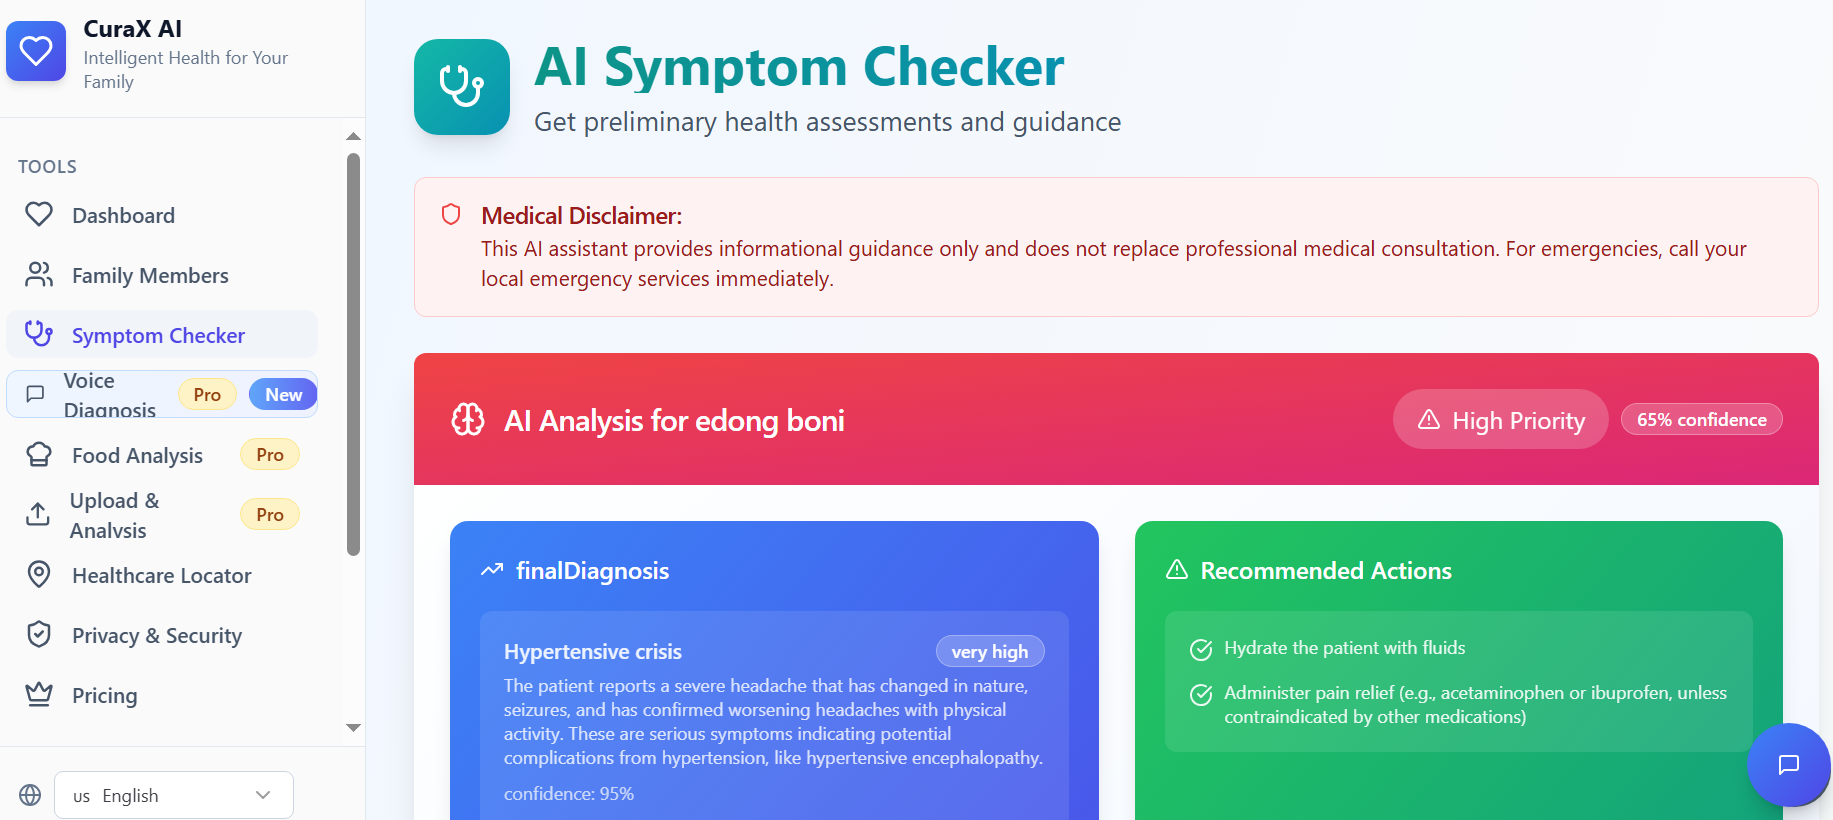 CuraX AI
Intelligent Health for Your
Family
TOOLS
Dashboard
Family Members
Symptom Checker
Voice
Diagnosis
Pro
New
Food Analysis
Pro
Upload &
Analysis
Pro
Healthcare Locator
Privacy & Security
Pricing
us English
AI Symptom Checker
Get preliminary health assessments and guidance
Medical Disclaimer:
This AI assistant provides informational guidance only and does not replace professional medical consultation. For emergencies, call your
local emergency services immediately.
AI Analysis for edong boni
High Priority
65% confidence
finalDiagnosis
Hypertensive crisis
very high
The patient reports a severe headache that has changed in nature,
seizures, and has confirmed worsening headaches with physical
activity. These are serious symptoms indicating potential
complications from hypertension, like hypertensive encephalopathy.
confidence: 95%
Recommended Actions
Hydrate the patient with fluids
Administer pain relief (e.g., acetaminophen or ibuprofen, unless
contraindicated by other medications)